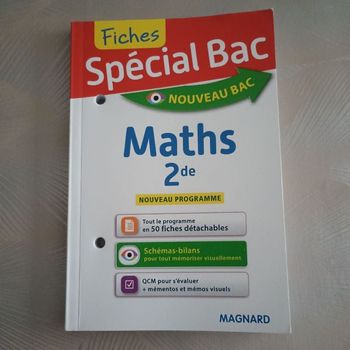 Fiches
Spécial Bac
NOUVEAU BAC
Maths
2de
NOUVEAU PROGRAMME
Tout le programme
en 50 fiches détachables
Schémas-bilans
pour tout mémoriser visuellement
QCM pour s'évaluer
+ mémentos et mémos visuels
MAGNARD